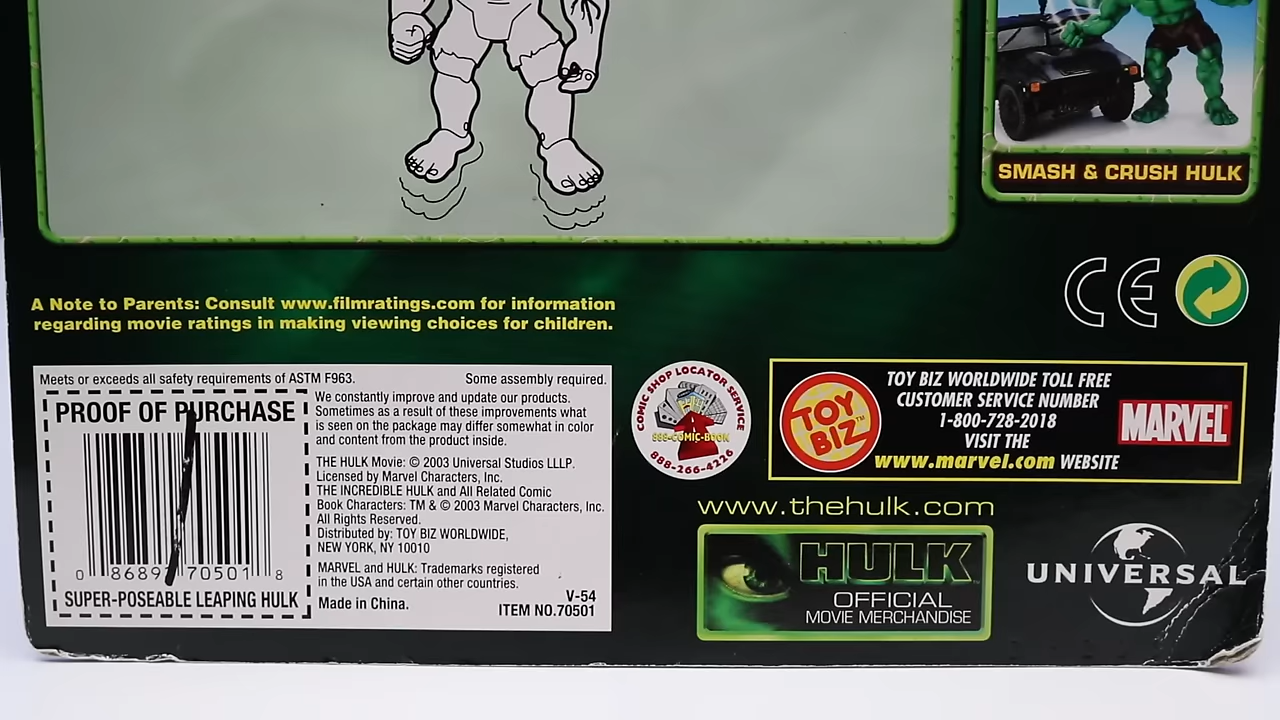 SMASH & CRUSH HULK
CE
A Note to Parents: Consult www.filmratings.com for information
regarding movie ratings in making viewing choices for children.
Meets or exceeds all safety requirements of ASTM F963. Some assembly required.
PROOF OF PURCHASE
0 86892 70501 8
SUPER-POSEABLE LEAPING HULK
We constantly improve and update our products.
Sometimes as a result of these improvements what
is seen on the package may differ somewhat in color
and content from the product inside.
THE HULK Movie: © 2003 Universal Studios LLLP.
Licensed by Marvel Characters, Inc.
THE INCREDIBLE HULK and All Related Comic
Book Characters: TM & © 2003 Marvel Characters, Inc.
All Rights Reserved.
Distributed by: TOY BIZ WORLDWIDE,
NEW YORK, NY 10010
MARVEL and HULK: Trademarks registered
in the USA and certain other countries.
Made in China.
V-54
ITEM NO.70501
COMIC SHOP LOCATOR SERVICE
888-COMIC-BOOK
888-266-4226
TOY BIZ™
TOY BIZ WORLDWIDE TOLL FREE
CUSTOMER SERVICE NUMBER
1-800-728-2018
VISIT THE
www.marvel.com WEBSITE
MARVEL
www.thehulk.com
HULK
OFFICIAL
MOVIE MERCHANDISE
UNIVERSAL